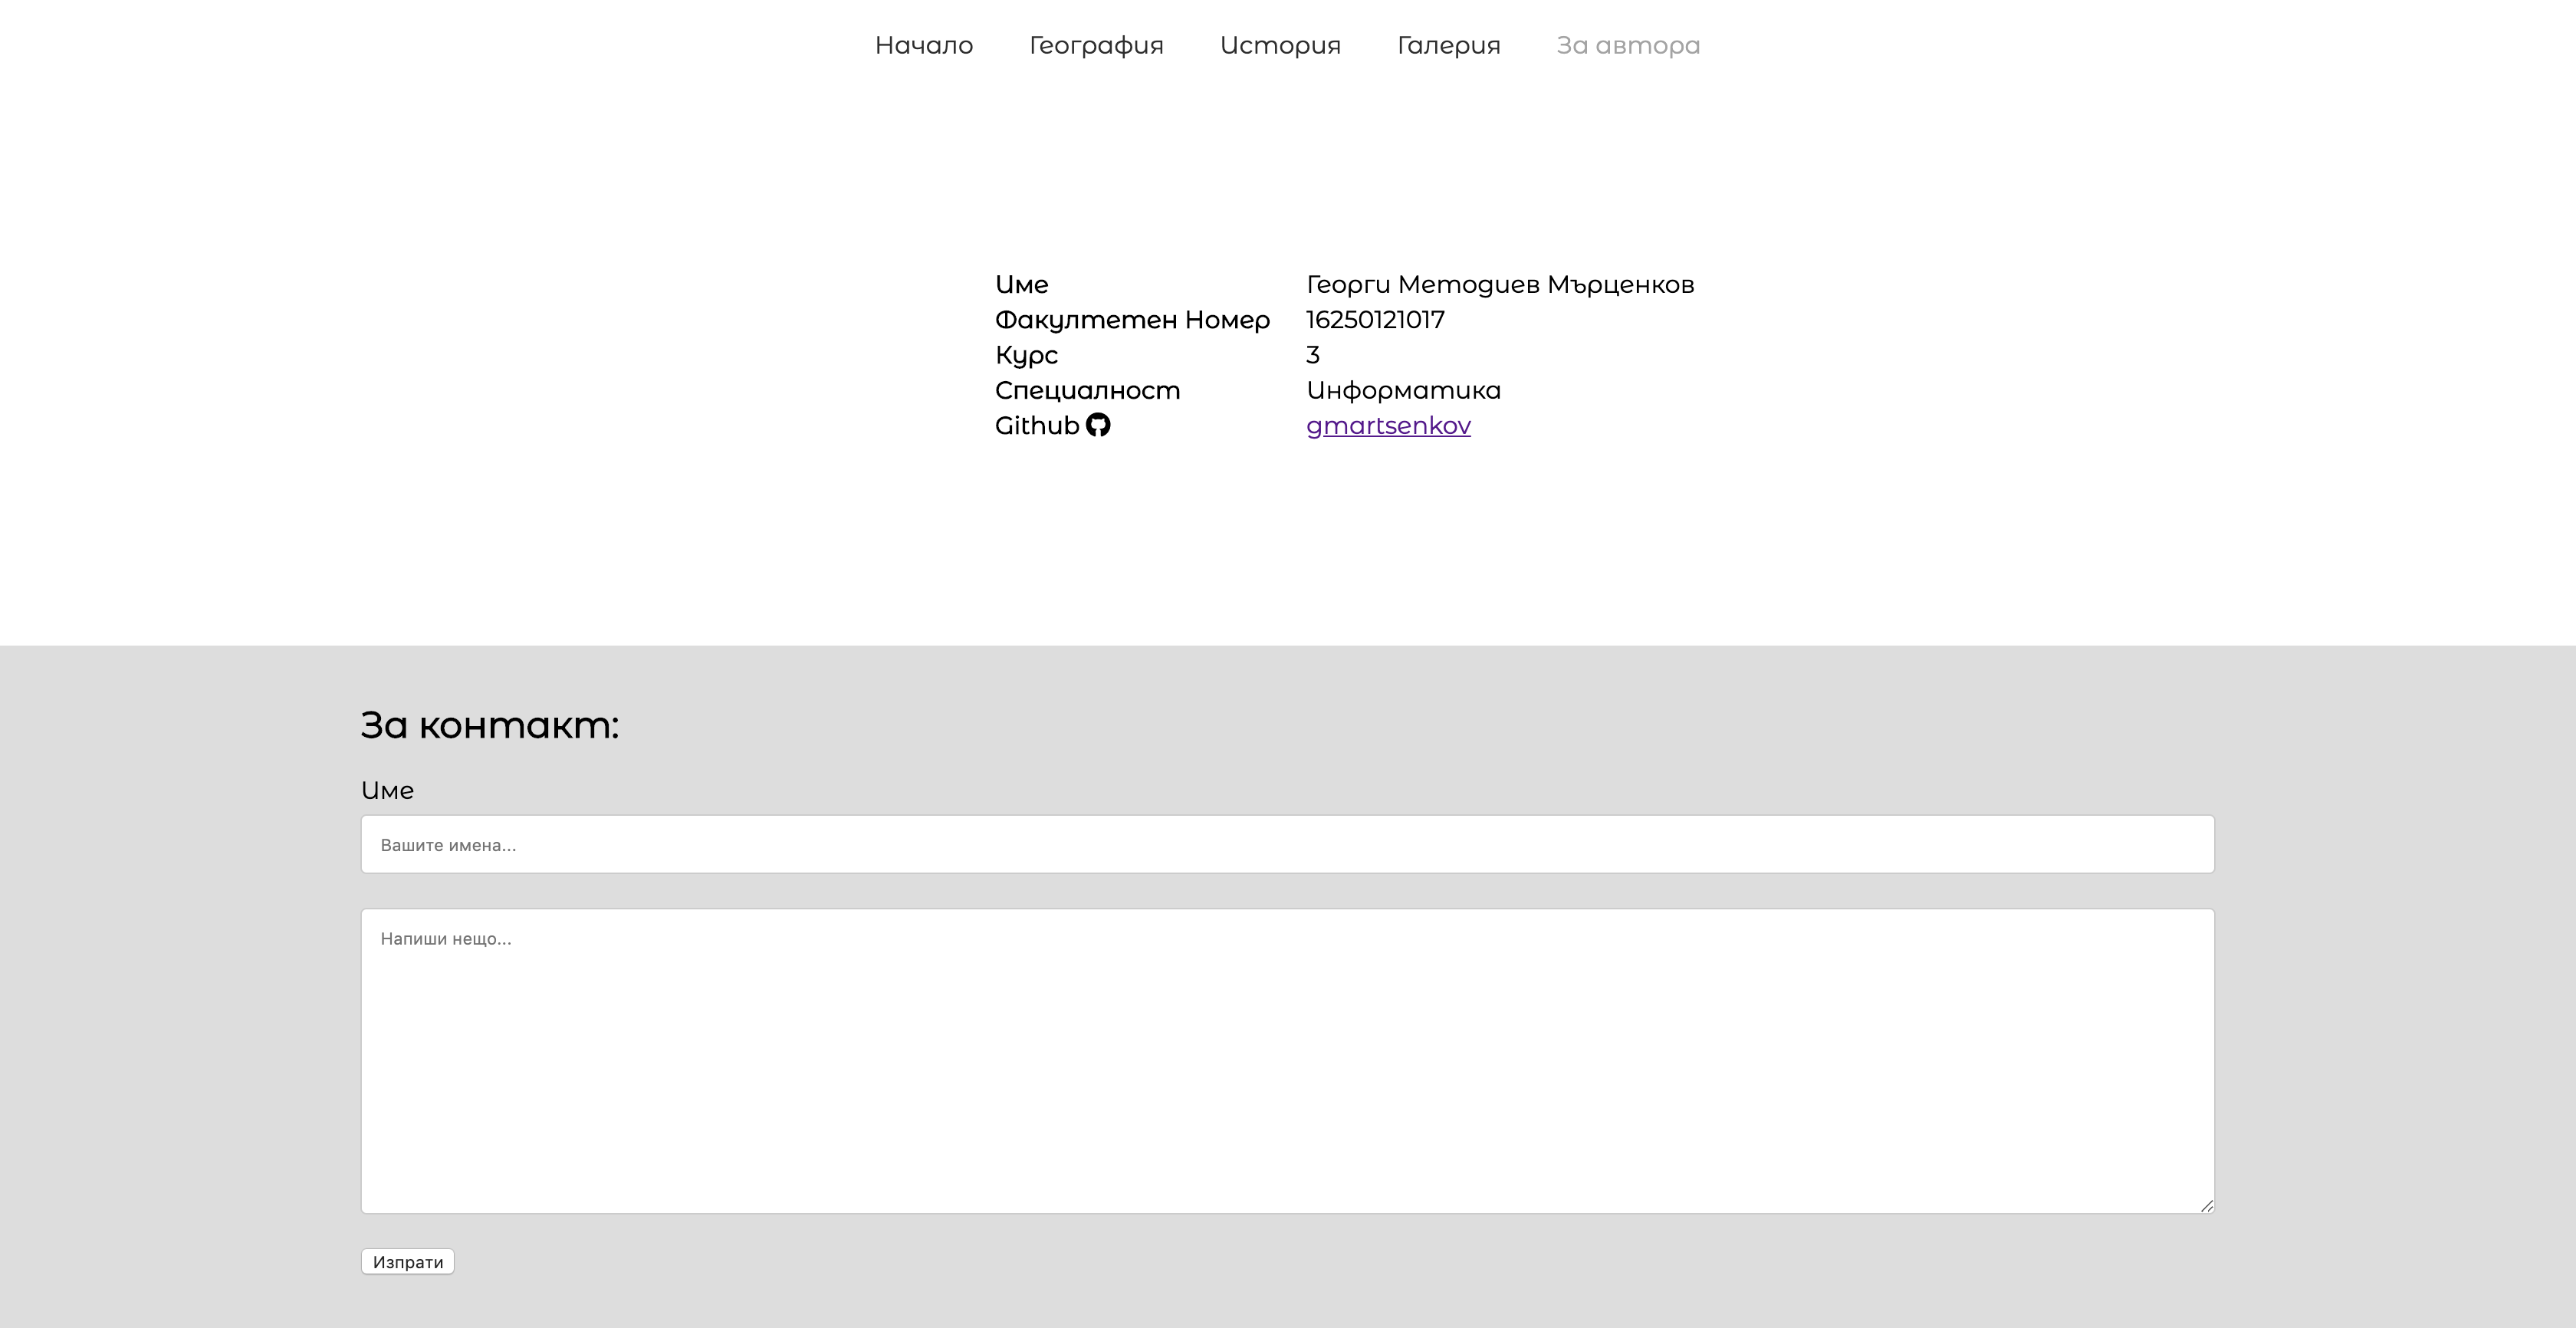 Начало География История Галерия За автора
Име Георги Методиев Мърценков
Факултетен Номер 16250121017
Курс 3
Специалност Информатика
Github gmartsenkov
За контакт:
Име
Вашите имена...
Напиши нещо...
Изпрати